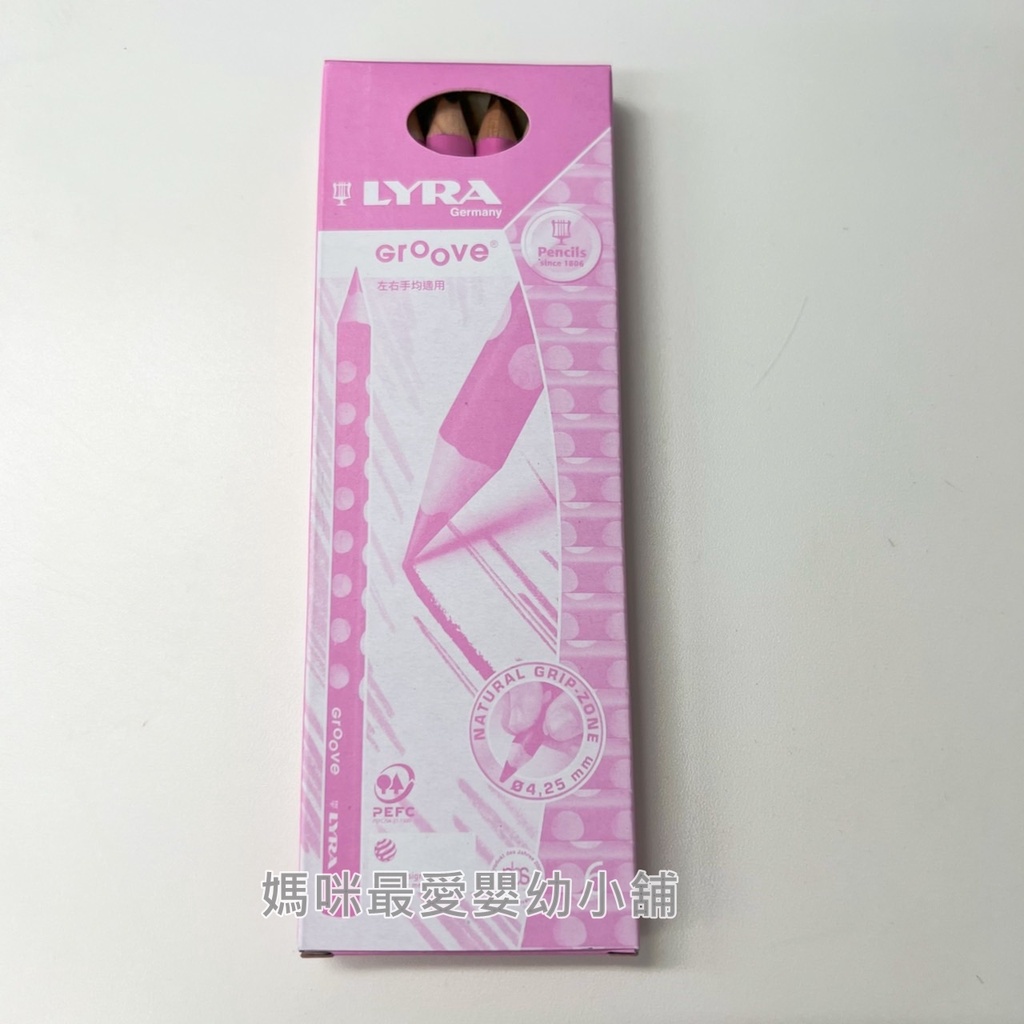 LYRA
Germany
GROOVE®
Pencils
since 1806
左右手均適用
NATURAL GRIP-ZONE
ø4,25 mm
GROOVE
LYRA
PEFC
媽咪最愛嬰幼小舖